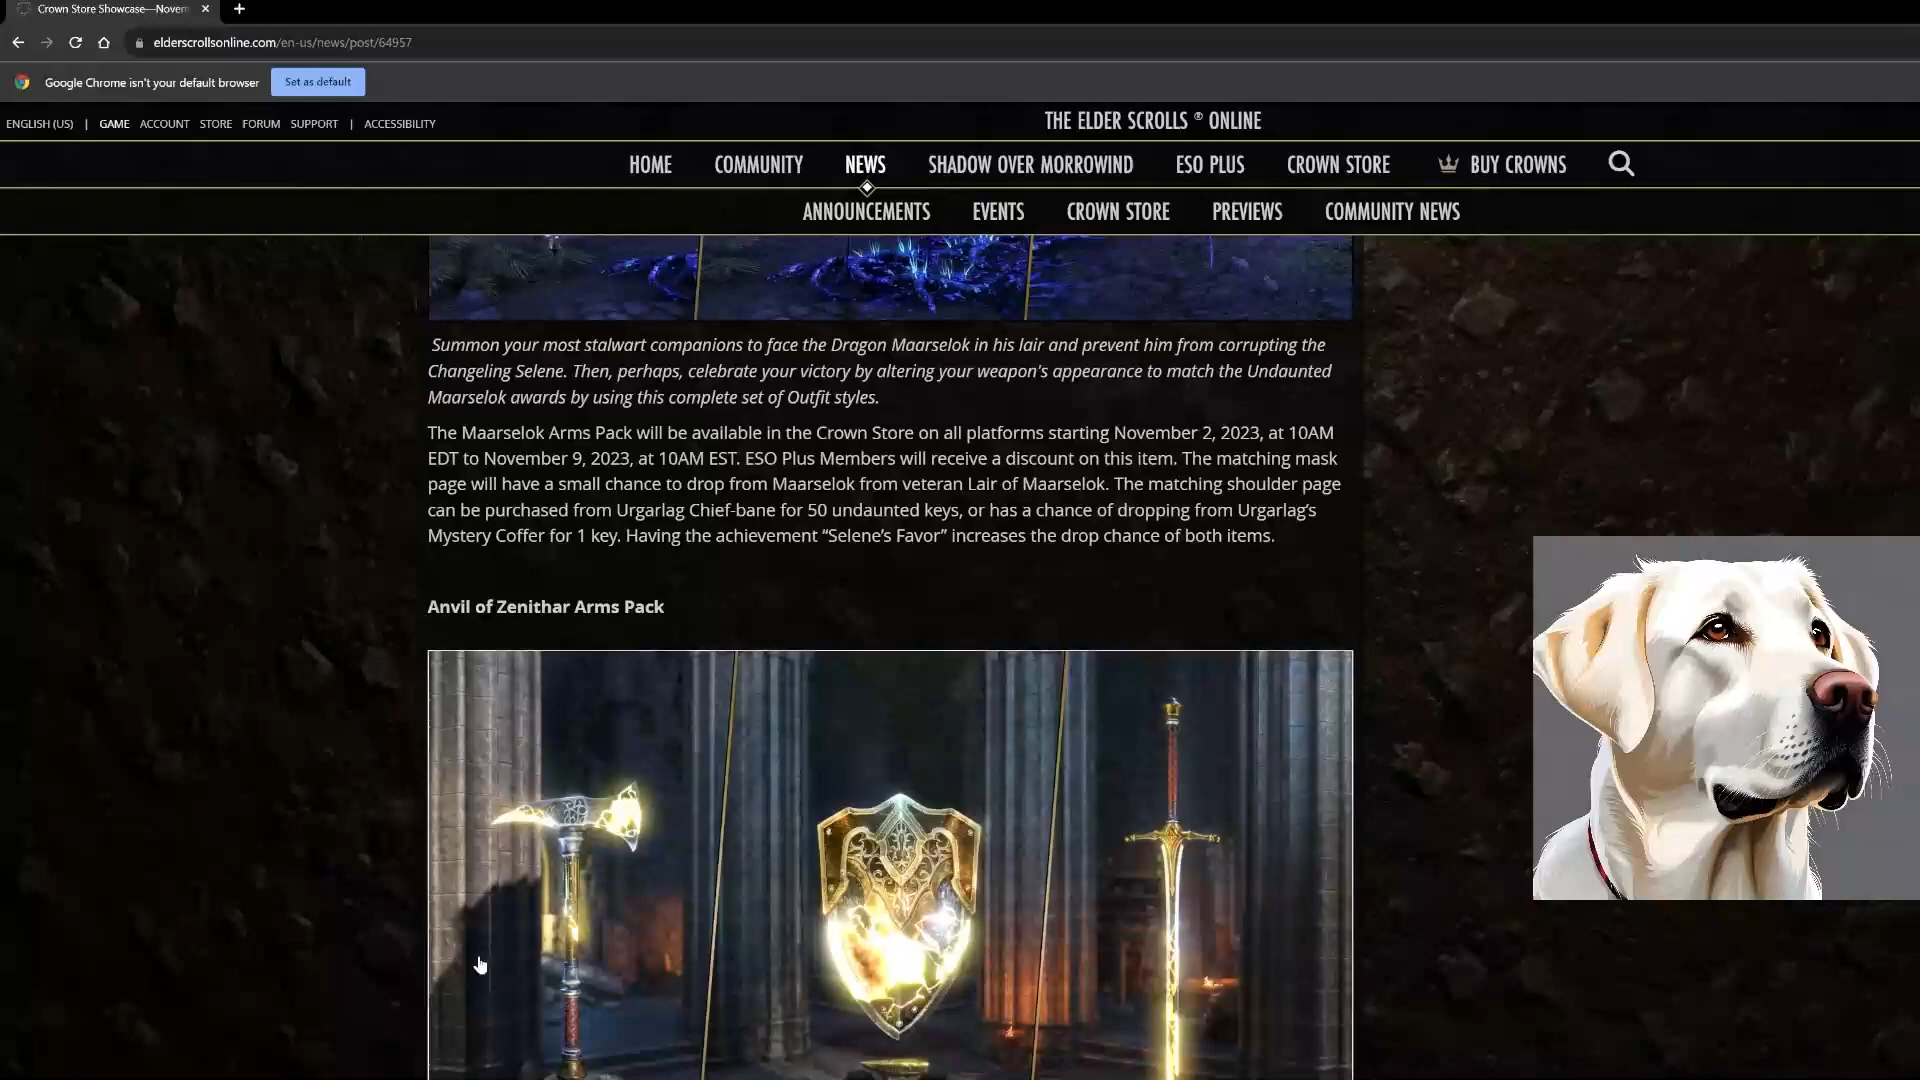 Crown Store Showcase—Novem
elderscrollsonline.com/en-us/news/post/64957
Google Chrome isn't your default browser
Set as default
ENGLISH (US) | GAME ACCOUNT STORE FORUM SUPPORT | ACCESSIBILITY
THE ELDER SCROLLS ® ONLINE
HOME COMMUNITY NEWS SHADOW OVER MORROWIND ESO PLUS CROWN STORE BUY CROWNS
ANNOUNCEMENTS EVENTS CROWN STORE PREVIEWS COMMUNITY NEWS
Summon your most stalwart companions to face the Dragon Maarselok in his lair and prevent him from corrupting the
Changeling Selene. Then, perhaps, celebrate your victory by altering your weapon's appearance to match the Undaunted
Maarselok awards by using this complete set of Outfit styles.
The Maarselok Arms Pack will be available in the Crown Store on all platforms starting November 2, 2023, at 10AM
EDT to November 9, 2023, at 10AM EST. ESO Plus Members will receive a discount on this item. The matching mask
page will have a small chance to drop from Maarselok from veteran Lair of Maarselok. The matching shoulder page
can be purchased from Urgarlag Chief-bane for 50 undaunted keys, or has a chance of dropping from Urgarlag's
Mystery Coffer for 1 key. Having the achievement “Selene's Favor” increases the drop chance of both items.
Anvil of Zenithar Arms Pack